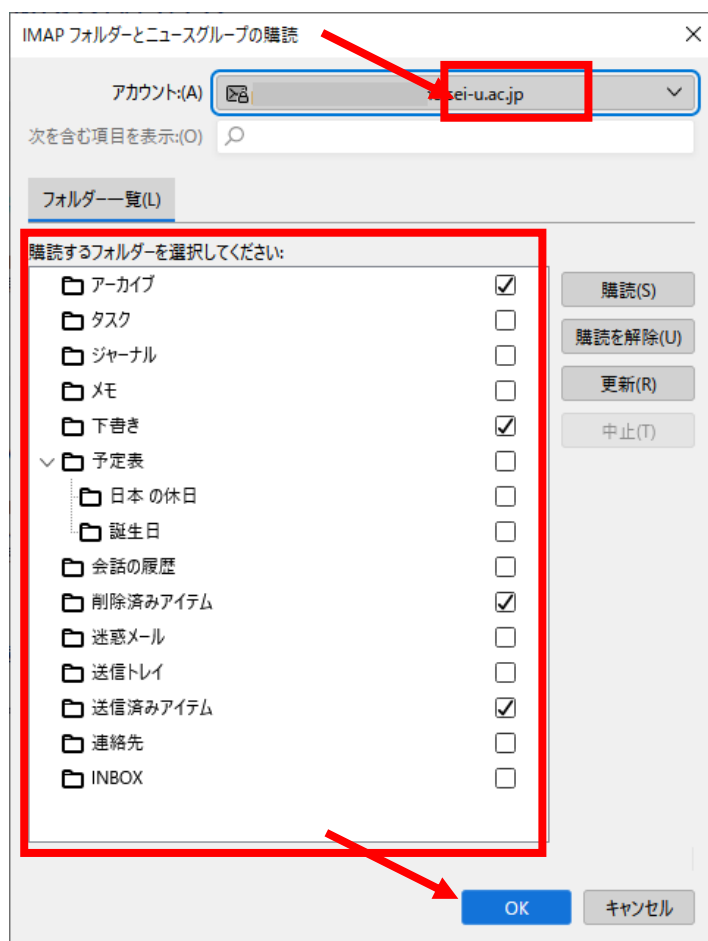 IMAP フォルダーとニュースグループの購読
アカウント:(A)
sei-u.ac.jp
次を含む項目を表示:(O)
フォルダー一覧(L)
購読するフォルダーを選択してください:
アーカイブ
購読(S)
タスク
購読を解除(U)
ジャーナル
メモ
更新(R)
下書き
中止(T)
予定表
日本 の休日
誕生日
会話の履歴
削除済みアイテム
迷惑メール
送信トレイ
送信済みアイテム
連絡先
INBOX
OK
キャンセル